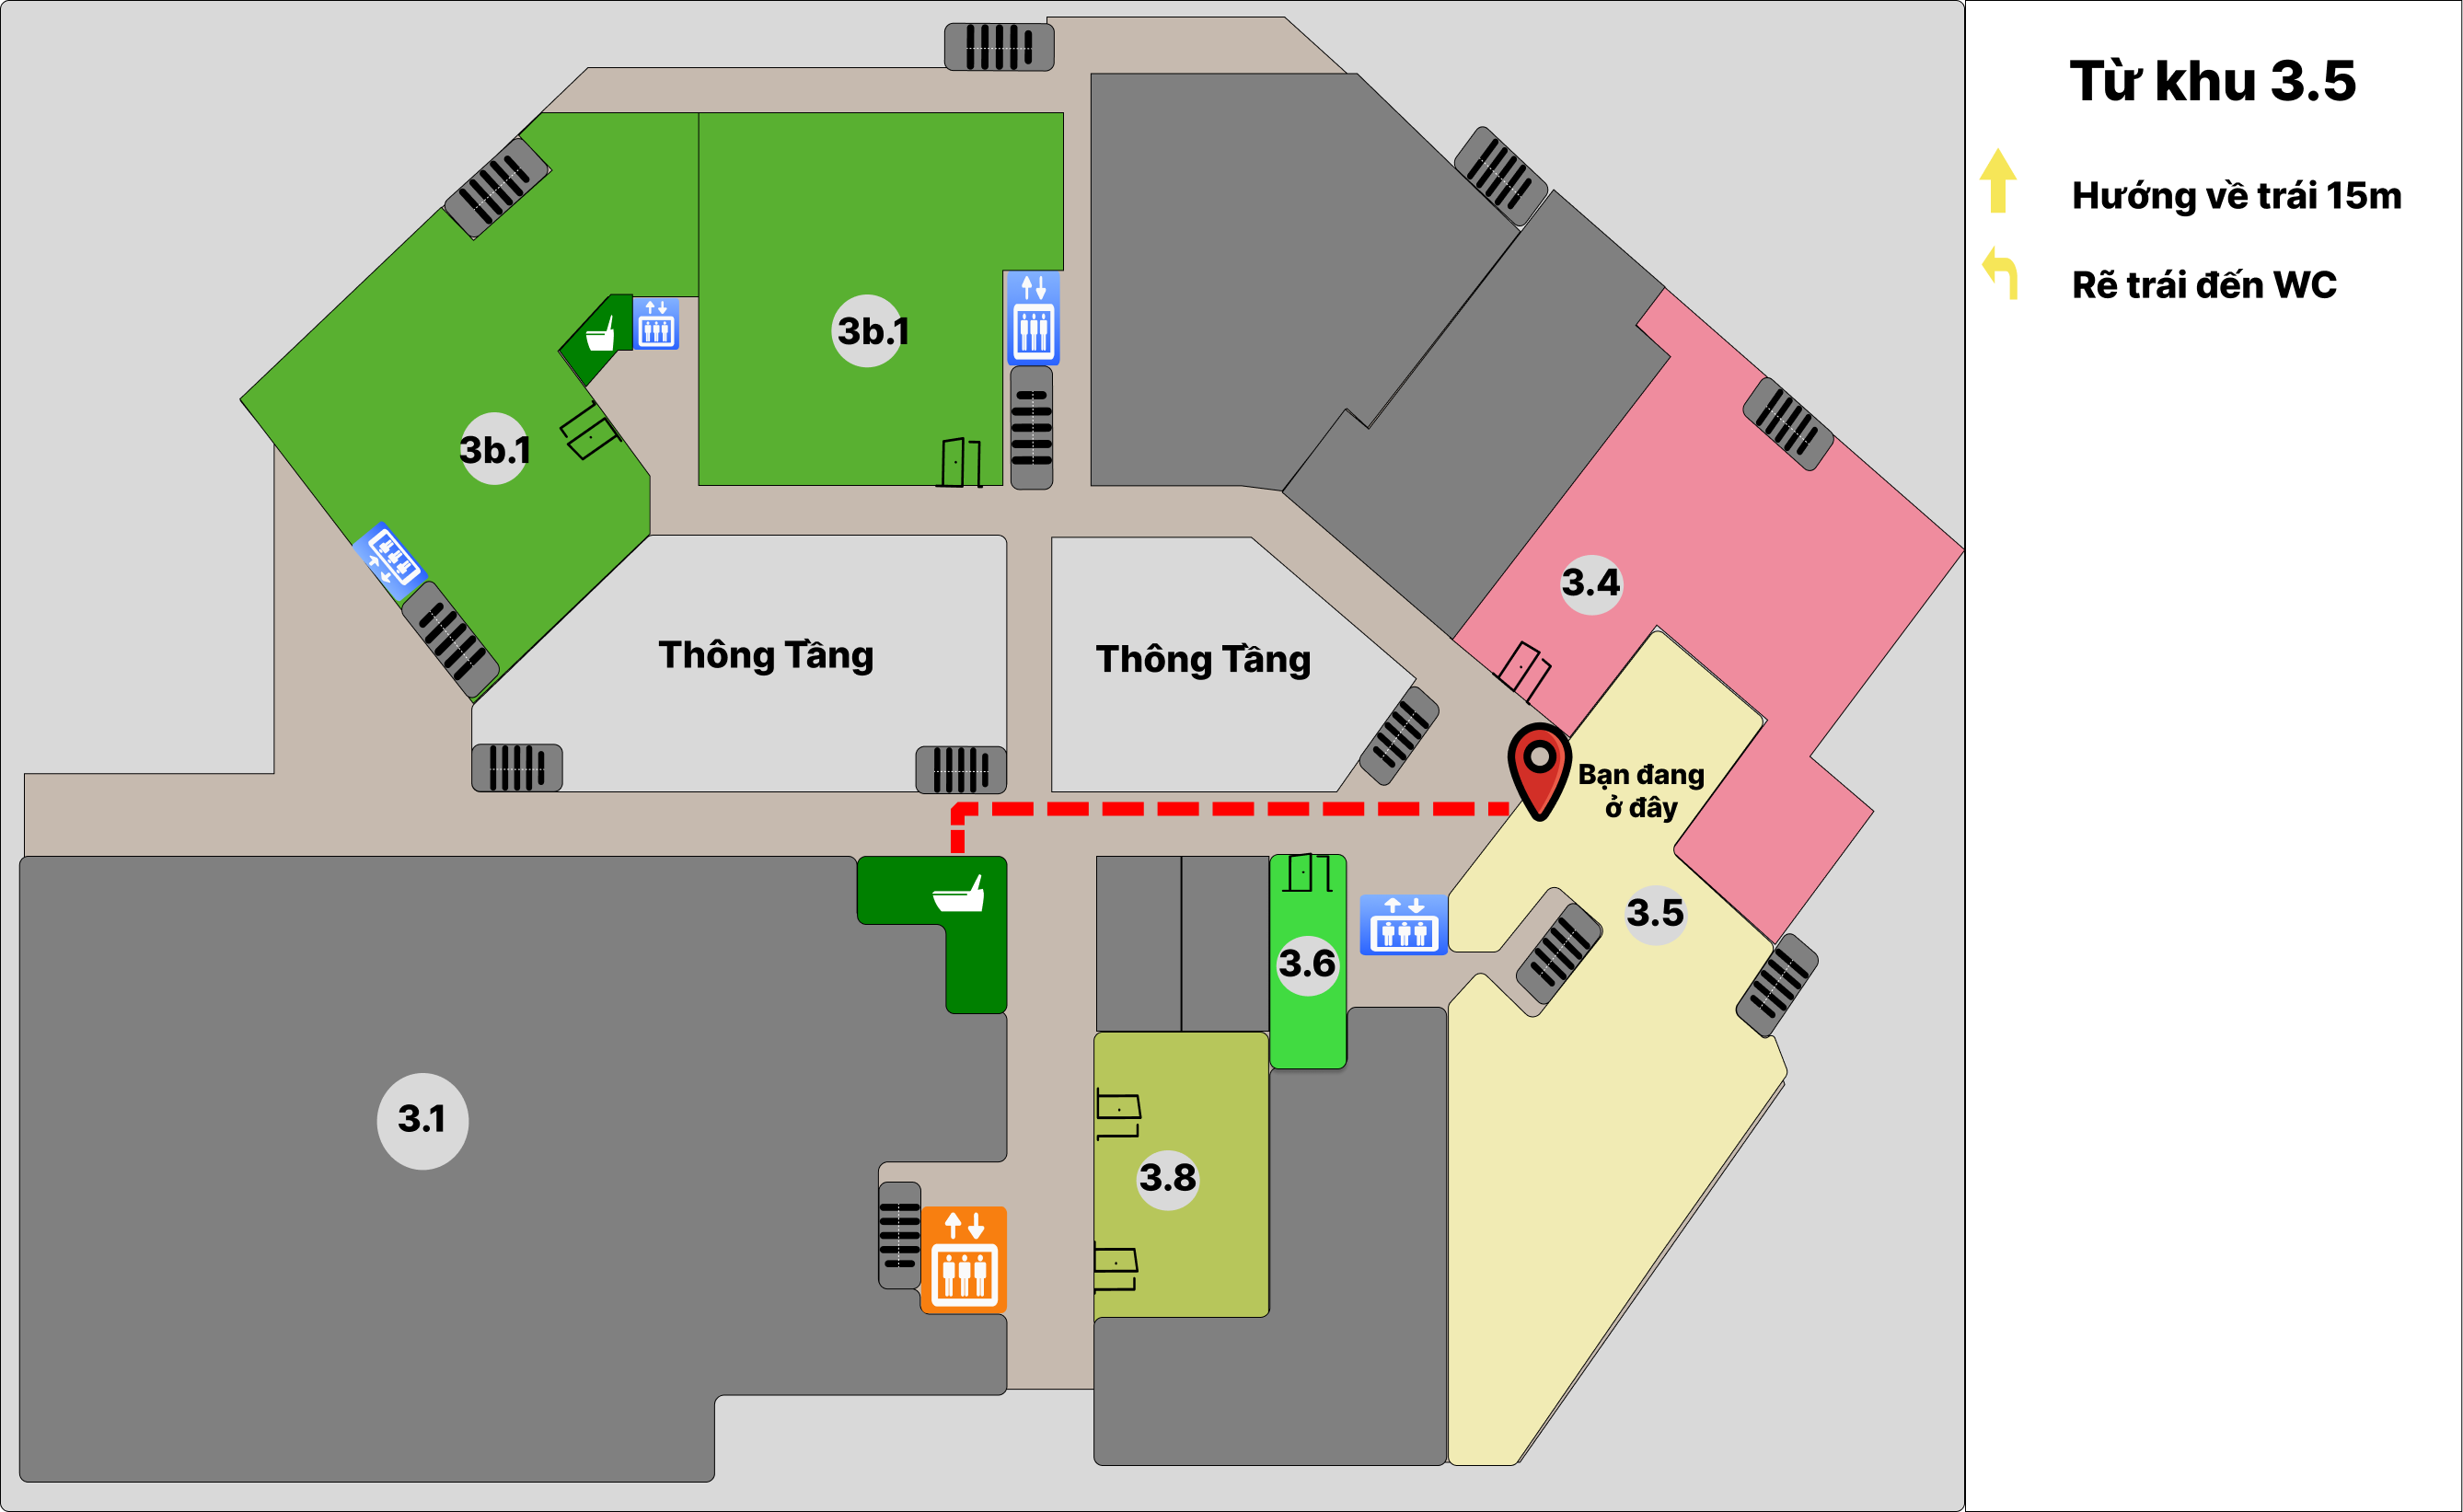 Từ khu 3.5
Hướng về trái 15m
Rẽ trái đến WC
3b.1
3b.1
3.4
Thông Tầng
Thông Tầng
Bạn đang
ở đây
3.5
3.6
3.1
3.8